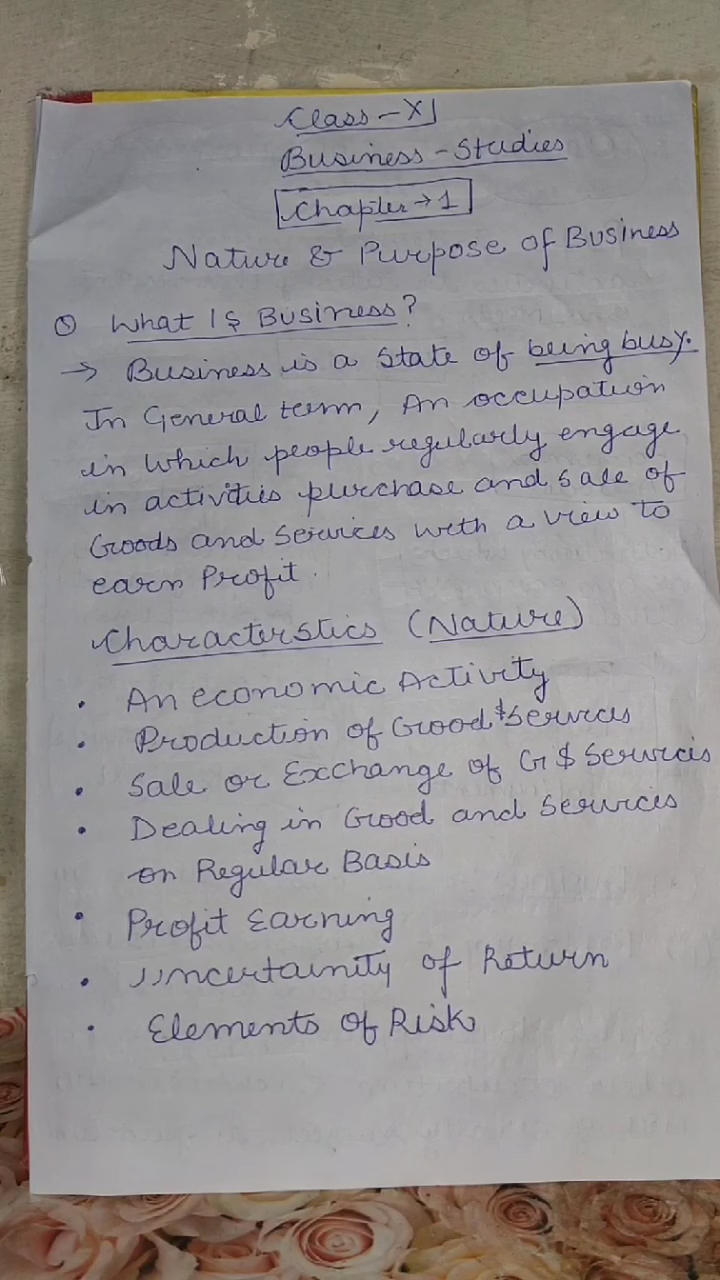 Class-XI
Business-Studies
Chapter→1
Nature & Purpose of Business
What Is Business?
→ Business is a State of being busy.
In General term, An occupation
in which people regularly engage
in activities purchase and sale of
Goods and Services with a view to
earn Profit.
Characterstics (Nature)
• An economic Activity
• Production of Good & Services
• Sale or Exchange of G & Services
• Dealing in Good and Services
on Regular Basis
• Profit Earning
• Uncertainity of Return
• Elements of Risk